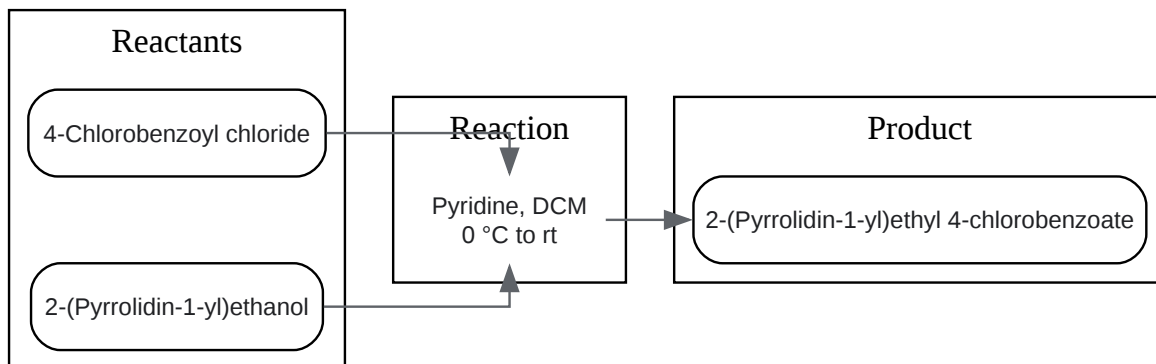 Reactants
4-Chlorobenzoyl chloride
2-(Pyrrolidin-1-yl)ethanol
Reaction
Pyridine, DCM
0 °C to rt
Product
2-(Pyrrolidin-1-yl)ethyl 4-chlorobenzoate